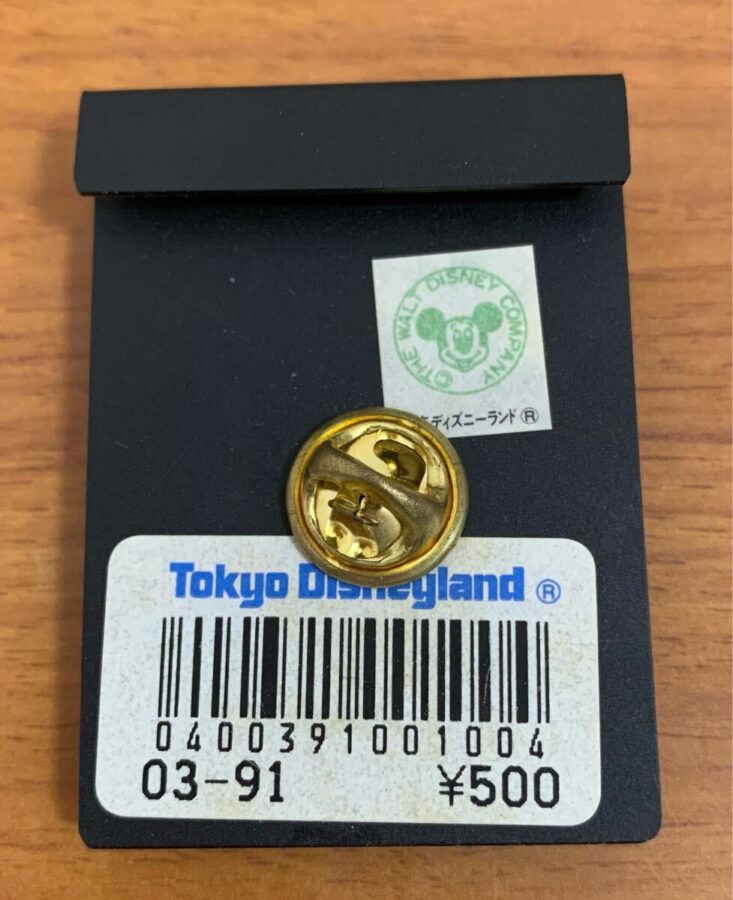 ©THE WALT DISNEY COMPANY
ディズニーランド®
Tokyo Disneyland®
0400391001004
03-91 ¥500